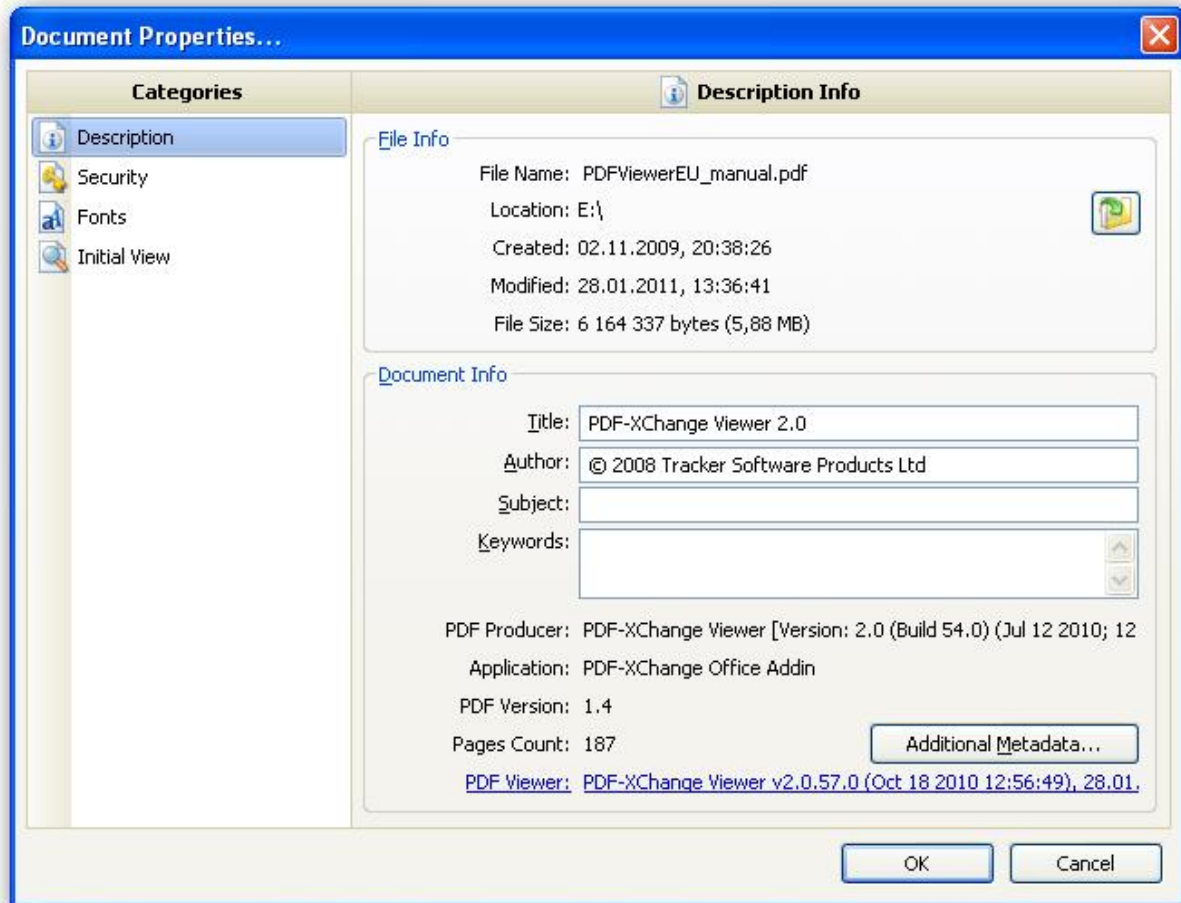 Document Properties...
Categories
Description
Security
Fonts
Initial View
Description Info
File Info
File Name: PDFViewerEU_manual.pdf
Location: E:\
Created: 02.11.2009, 20:38:26
Modified: 28.01.2011, 13:36:41
File Size: 6 164 337 bytes (5,88 MB)
Document Info
Title: PDF-XChange Viewer 2.0
Author: © 2008 Tracker Software Products Ltd
Subject:
Keywords:
PDF Producer: PDF-XChange Viewer [Version: 2.0 (Build 54.0) (Jul 12 2010; 12
Application: PDF-XChange Office Addin
PDF Version: 1.4
Pages Count: 187
Additional Metadata...
PDF Viewer: PDF-XChange Viewer v2.0.57.0 (Oct 18 2010 12:56:49), 28.01.
OK
Cancel